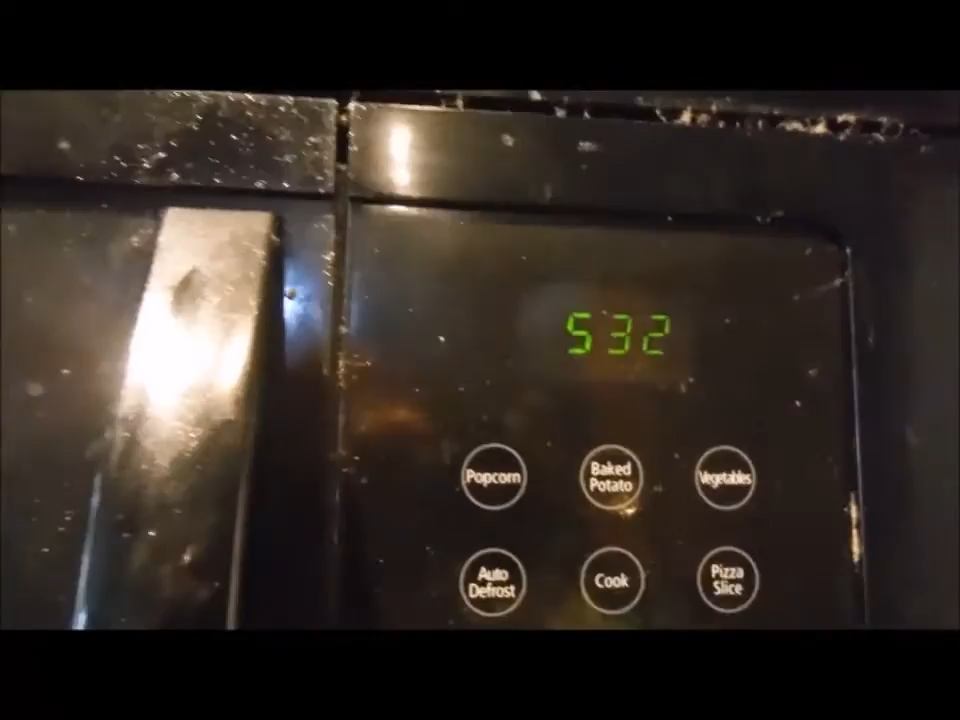 532
Popcorn
Baked
Potato
Vegetables
Auto
Defrost
Cook
Pizza
Slice